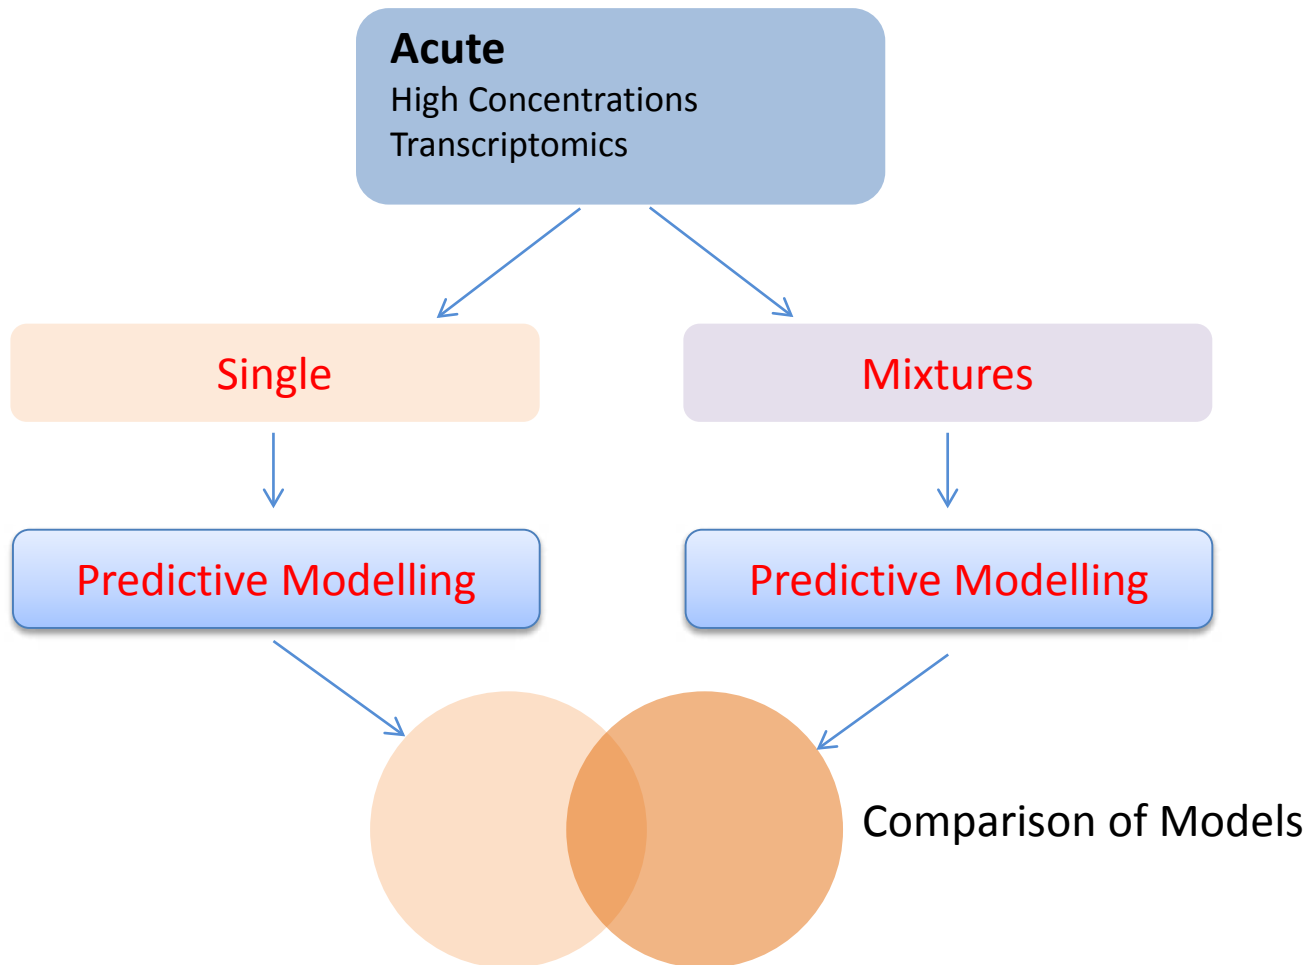 Acute
High Concentrations
Transcriptomics
Single
Mixtures
Predictive Modelling
Predictive Modelling
Comparison of Models